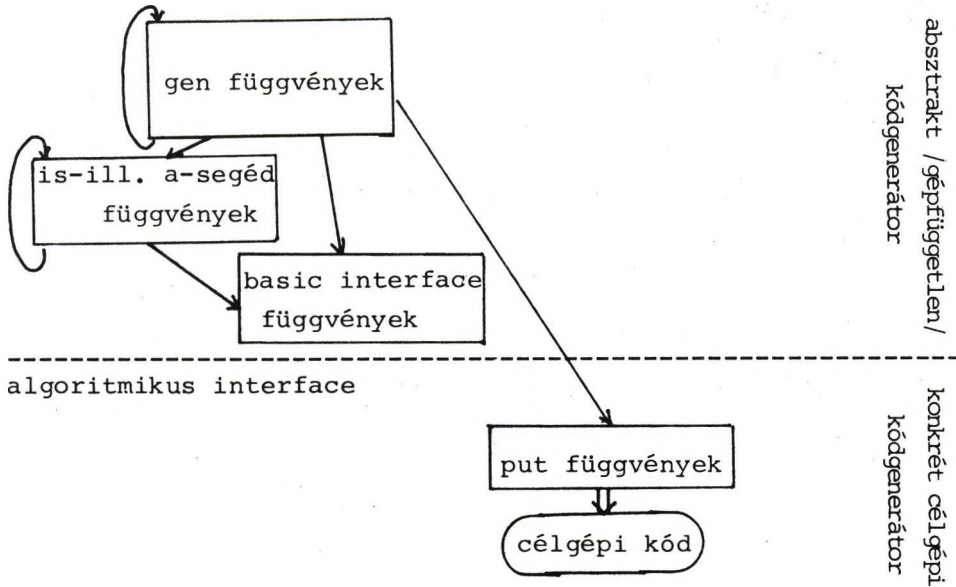 gen függvények
is-ill. a-segéd
függvények
basic interface
függvények
absztrakt /gépfüggetlen/
kódgenerátor
algoritmikus interface
put függvények
célgépi kód
konkrét célgépi
kódgenerátor